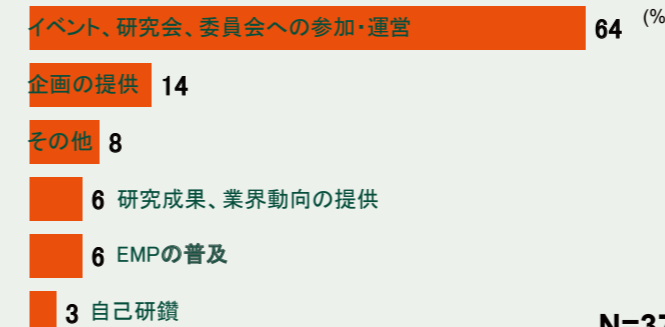 イベント、研究会、委員会への参加・運営 64 (%
企画の提供 14
その他 8
6 研究成果、業界動向の提供
6 EMPの普及
3 自己研鑽
N=37